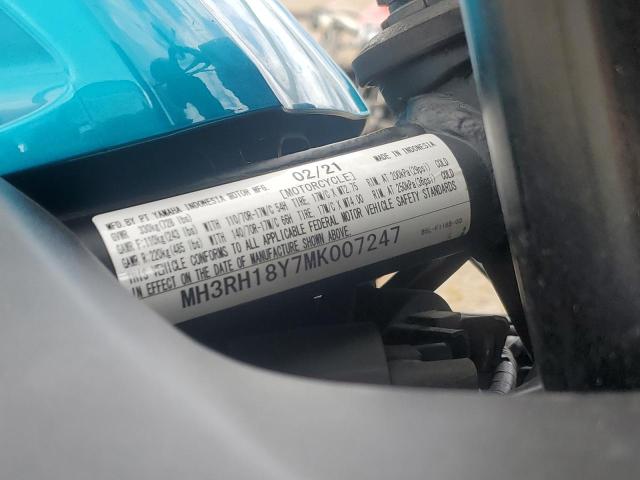 02/21
[MOTORCYCLE]
MADE IN INDONESIA
MFG. BY PT. YAMAHA INDONESIA MOTOR MFG.
GVWR 330kg(728 lbs)
GAWR F:110kg(243 lbs) WITH 110/70R-17M/C 54H TIRE, 17M/C X MT2.75 RIM, AT 200kPa(29psi) COLD
GAWR R:220kg(485 lbs) WITH 140/70R-17M/C 66H TIRE, 17M/C X MT4.00 RIM, AT 250kPa(36psi) COLD
THIS VEHICLE CONFORMS TO ALL APPLICABLE FEDERAL MOTOR VEHICLE SAFETY STANDARDS
IN EFFECT ON THE DATE OF MANUFACTURE SHOWN ABOVE.
MH3RH18Y7MK007247